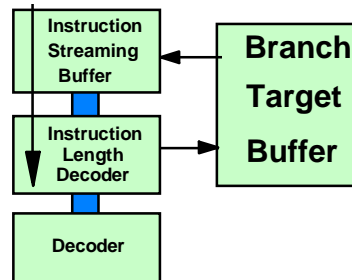 Instruction
Streaming
Buffer
Instruction
Length
Decoder
Decoder
Branch
Target
Buffer